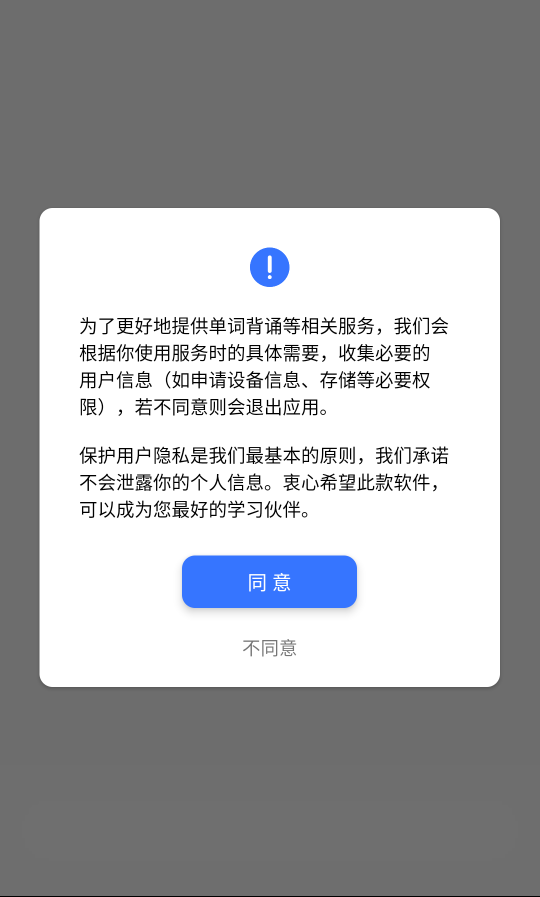 为了更好地提供单词背诵等相关服务，我们会
根据你使用服务时的具体需要，收集必要的
用户信息（如申请设备信息、存储等必要权
限），若不同意则会退出应用。
保护用户隐私是我们最基本的原则，我们承诺
不会泄露你的个人信息。衷心希望此款软件，
可以成为您最好的学习伙伴。
同意
不同意